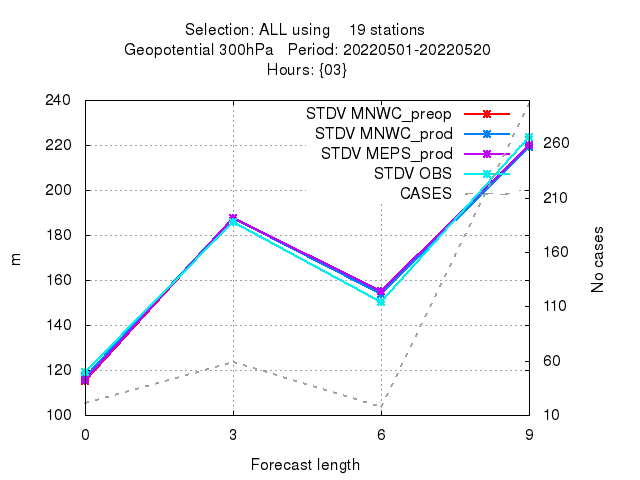 Selection: ALL using 19 stations
Geopotential 300hPa Period: 20220501-20220520
Hours: {03}
STDV MNWC_preop
STDV MNWC_prod
STDV MEPS_prod
STDV OBS
CASES
240
220
200
180
160
140
120
100
m
260
210
160
110
60
10
No cases
0 3 6 9
Forecast length